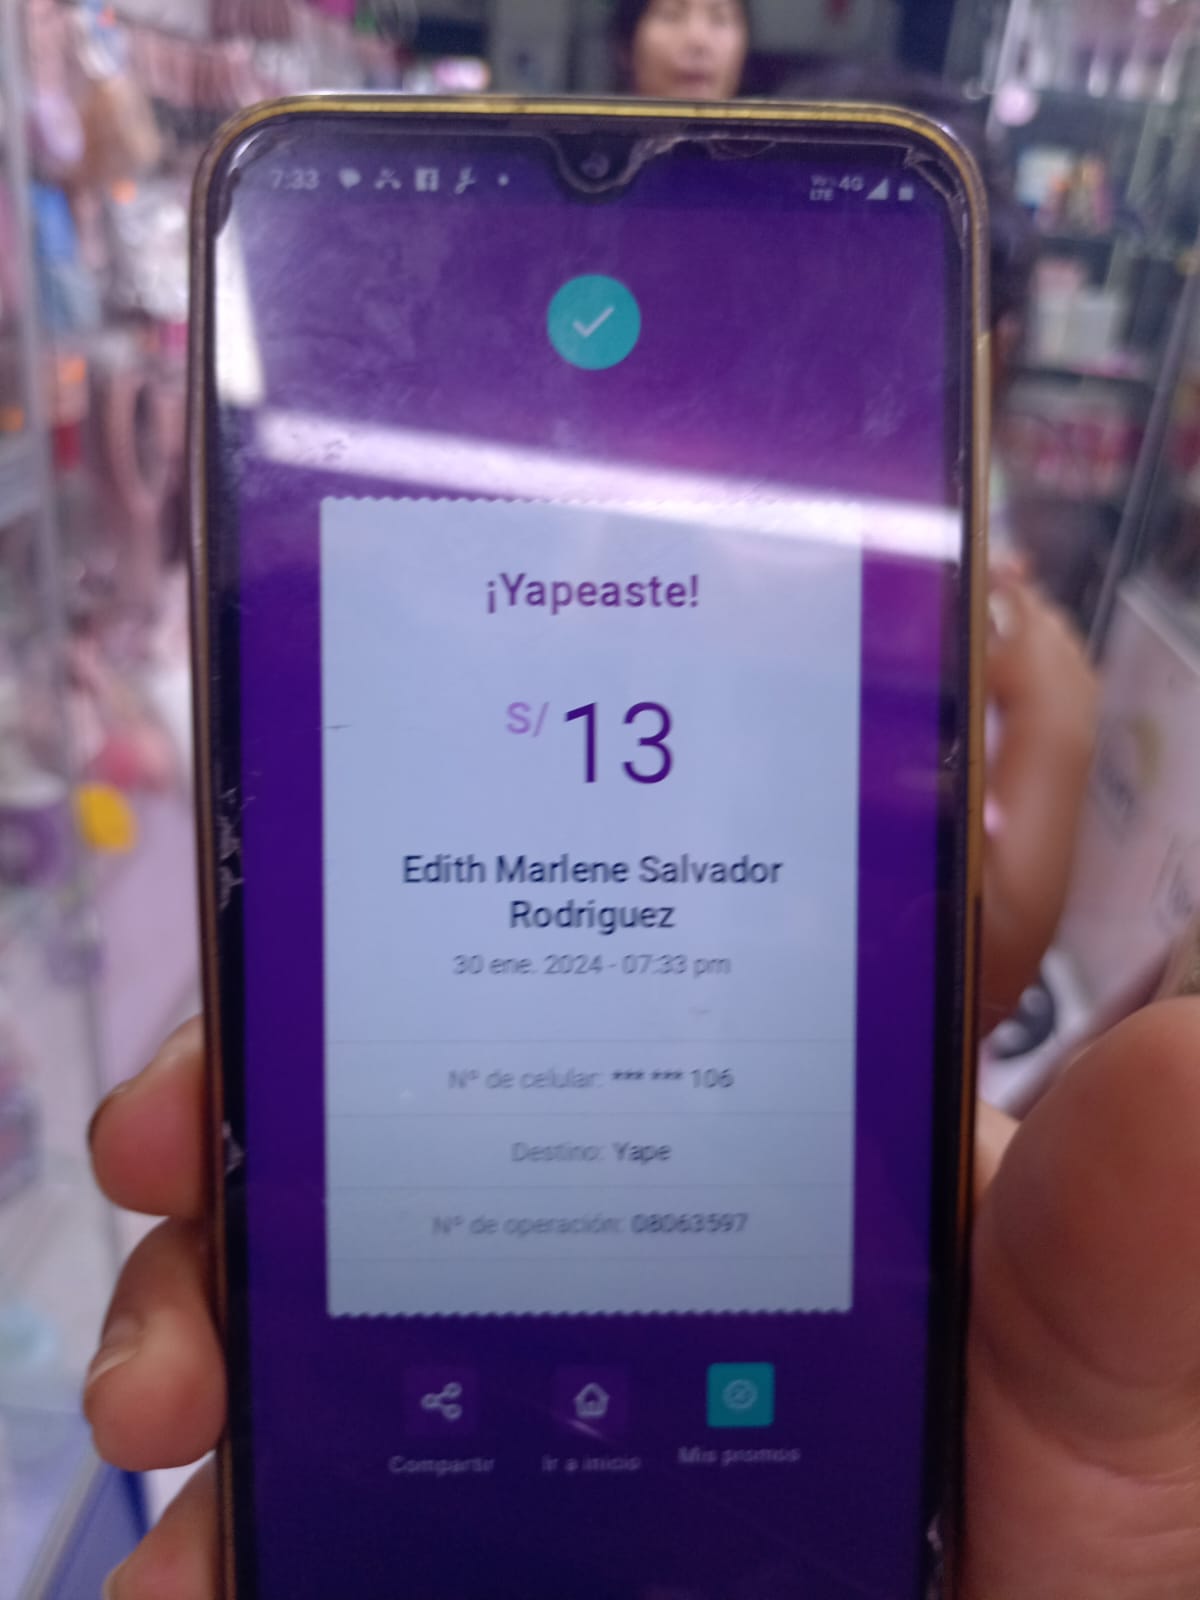 7:33
4G
LTE
¡Yapeaste!
S/ 13
Edith Marlene Salvador
Rodriguez
30 ene. 2024 - 07:33 pm
Nº de celular: *** *** 106
Destino: Yape
Nº de operación: 08063597
Compartir
Ir a inicio
Mis promos